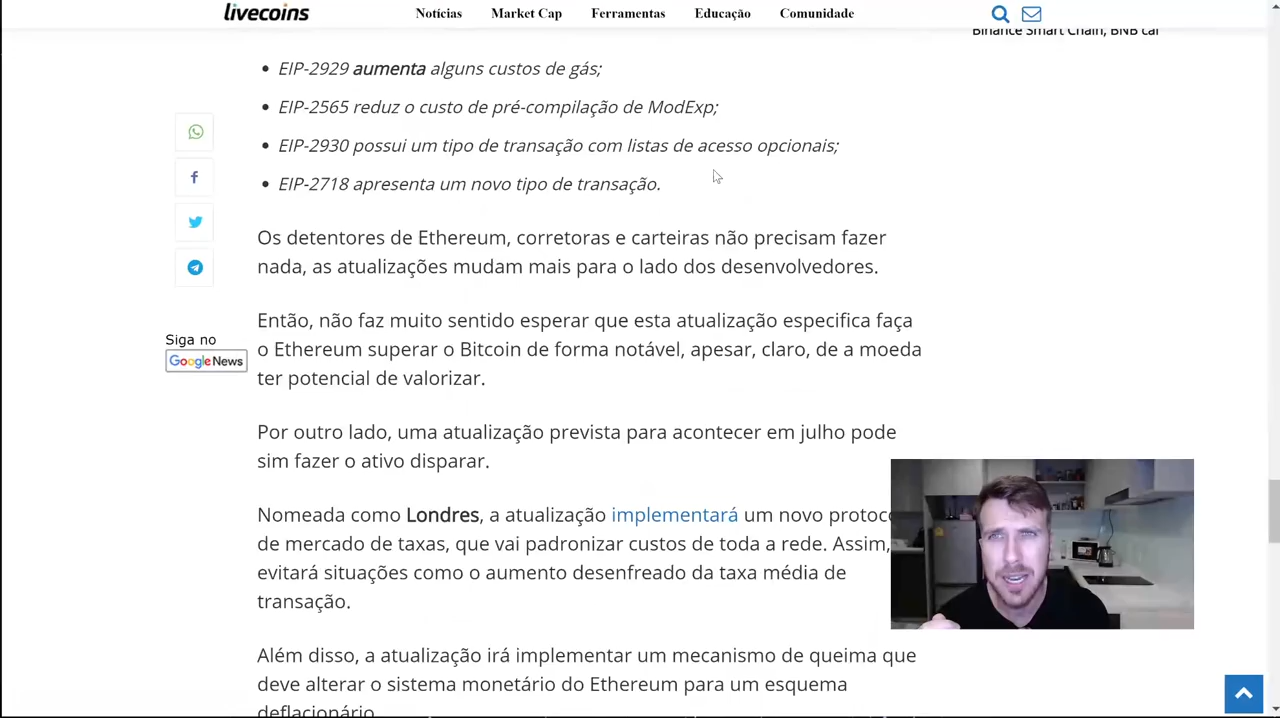 livecoins
Notícias Market Cap Ferramentas Educação Comunidade
Binance Smart Chain, BNB cai
• EIP-2929 aumenta alguns custos de gás;
• EIP-2565 reduz o custo de pré-compilação de ModExp;
• EIP-2930 possui um tipo de transação com listas de acesso opcionais;
• EIP-2718 apresenta um novo tipo de transação.
Os detentores de Ethereum, corretoras e carteiras não precisam fazer
nada, as atualizações mudam mais para o lado dos desenvolvedores.
Siga no
Google News
Então, não faz muito sentido esperar que esta atualização especifica faça
o Ethereum superar o Bitcoin de forma notável, apesar, claro, de a moeda
ter potencial de valorizar.
Por outro lado, uma atualização prevista para acontecer em julho pode
sim fazer o ativo disparar.
Nomeada como Londres, a atualização implementará um novo protoco
de mercado de taxas, que vai padronizar custos de toda a rede. Assim,
evitará situações como o aumento desenfreado da taxa média de
transação.
Além disso, a atualização irá implementar um mecanismo de queima que
deve alterar o sistema monetário do Ethereum para um esquema
deflacionário